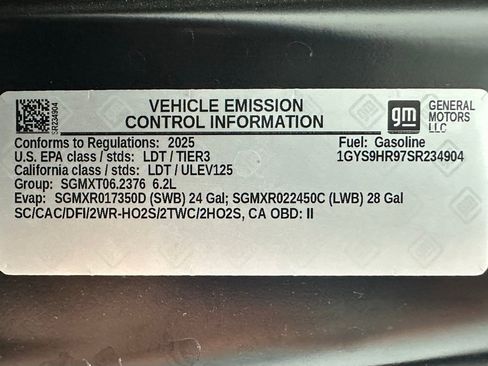 SR234904
VEHICLE EMISSION
CONTROL INFORMATION
gm
GENERAL
MOTORS
LLC
Conforms to Regulations: 2025
Fuel: Gasoline
U.S. EPA class / stds: LDT / TIER3
1GYS9HR97SR234904
California class / stds: LDT / ULEV125
Group: SGMXT06.2376 6.2L
Evap: SGMXR017350D (SWB) 24 Gal; SGMXR022450C (LWB) 28 Gal
SC/CAC/DFI/2WR-HO2S/2TWC/2HO2S, CA OBD: II